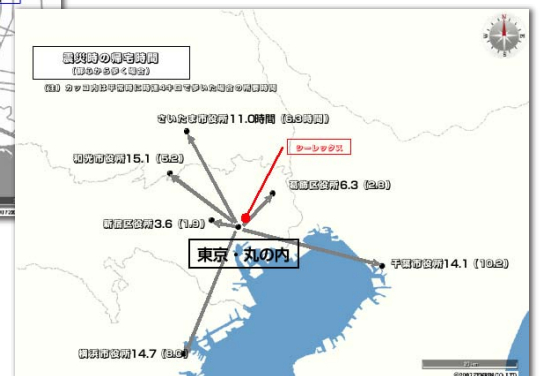 震災時の帰宅時間
(都心から歩く場合)
(注) カッコ内は平常時に時速4キロで歩いた場合の所要時間
さいたま市役所11.0時間 (6.3時間)
シーレックス
和光市役所15.1 (5.2)
葛飾区役所6.3 (2.8)
新宿区役所3.6 (1.9)
東京・丸の内
千葉市役所14.1 (10.2)
横浜市役所14.7